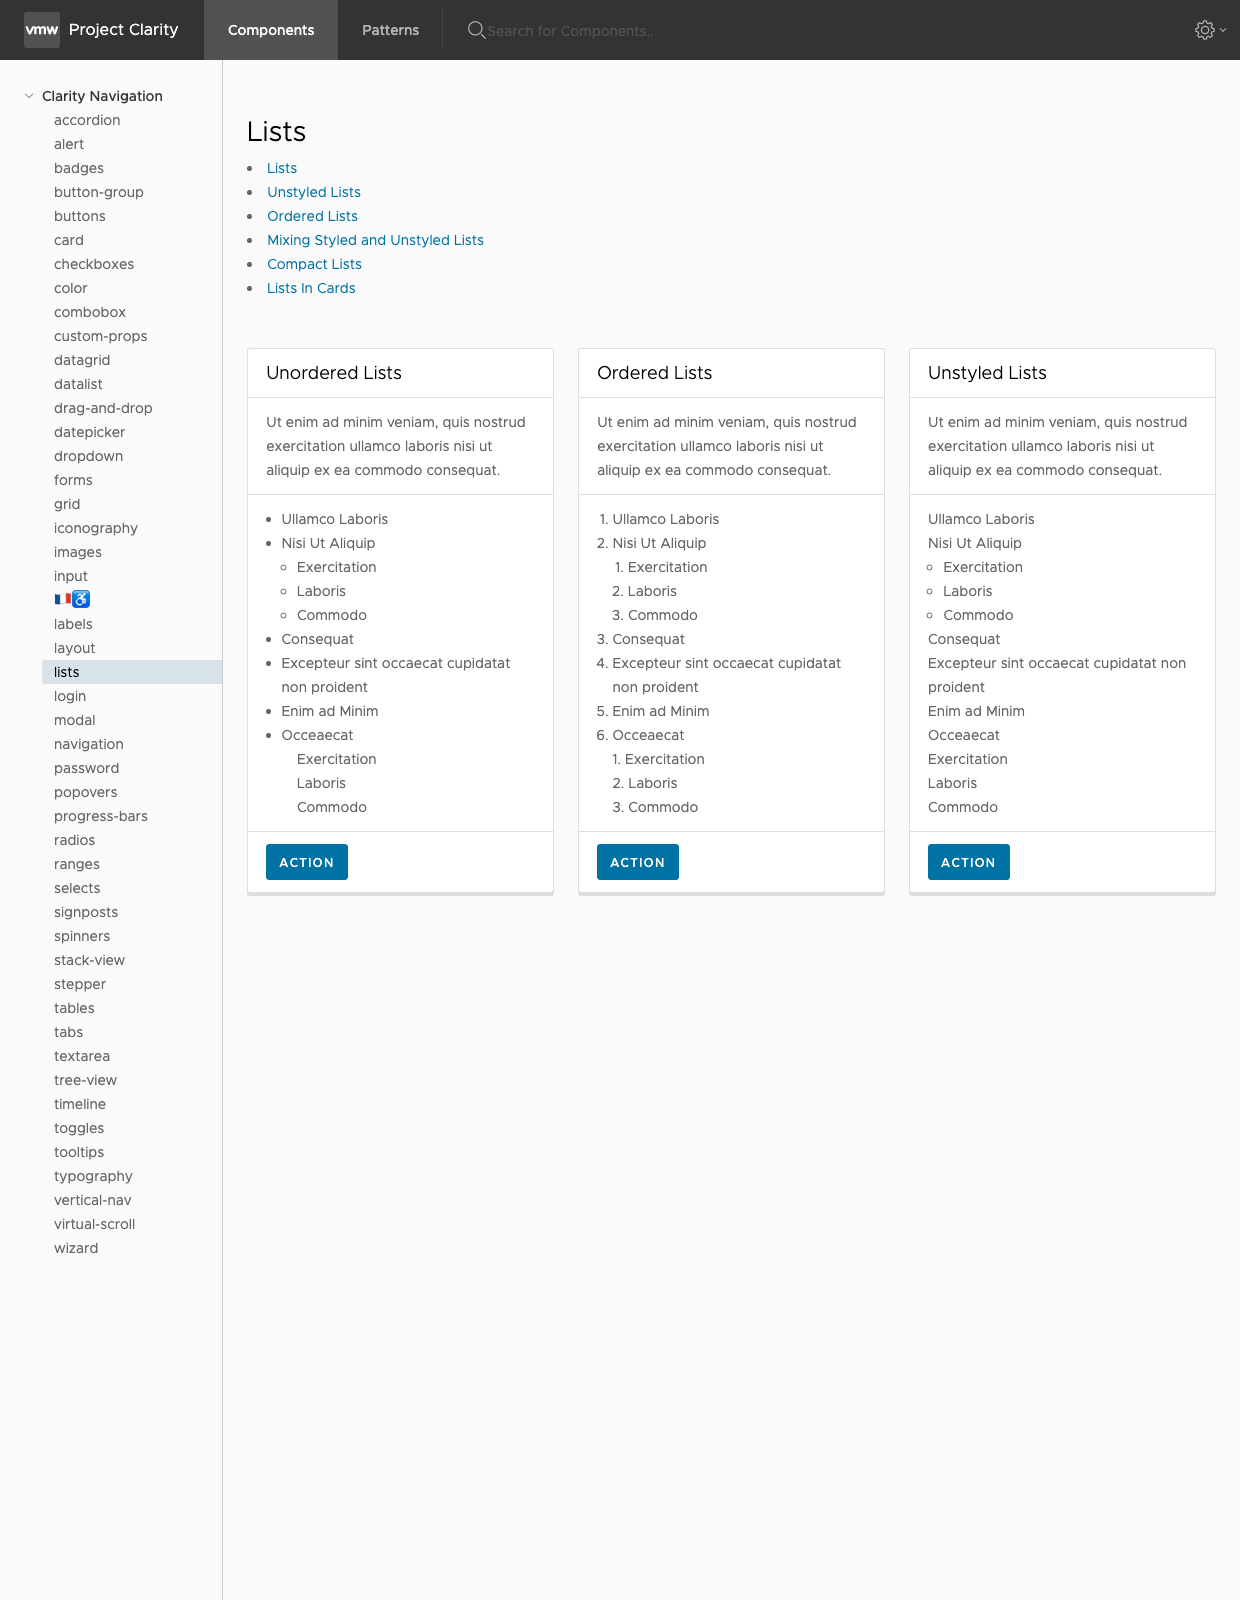 vmw Project Clarity Components Patterns Search for Components..
Clarity Navigation
accordion
alert
badges
button-group
buttons
card
checkboxes
color
combobox
custom-props
datagrid
datalist
drag-and-drop
datepicker
dropdown
forms
grid
iconography
images
input
🇫🇷♿
labels
layout
lists
login
modal
navigation
password
popovers
progress-bars
radios
ranges
selects
signposts
spinners
stack-view
stepper
tables
tabs
textarea
tree-view
timeline
toggles
tooltips
typography
vertical-nav
virtual-scroll
wizard
Lists
• Lists
• Unstyled Lists
• Ordered Lists
• Mixing Styled and Unstyled Lists
• Compact Lists
• Lists In Cards
Unordered Lists
Ut enim ad minim veniam, quis nostrud
exercitation ullamco laboris nisi ut
aliquip ex ea commodo consequat.
• Ullamco Laboris
• Nisi Ut Aliquip
◦ Exercitation
◦ Laboris
◦ Commodo
• Consequat
• Excepteur sint occaecat cupidatat
non proident
• Enim ad Minim
• Occeaecat
Exercitation
Laboris
Commodo
ACTION
Ordered Lists
Ut enim ad minim veniam, quis nostrud
exercitation ullamco laboris nisi ut
aliquip ex ea commodo consequat.
1. Ullamco Laboris
2. Nisi Ut Aliquip
1. Exercitation
2. Laboris
3. Commodo
3. Consequat
4. Excepteur sint occaecat cupidatat
non proident
5. Enim ad Minim
6. Occeaecat
1. Exercitation
2. Laboris
3. Commodo
ACTION
Unstyled Lists
Ut enim ad minim veniam, quis nostrud
exercitation ullamco laboris nisi ut
aliquip ex ea commodo consequat.
Ullamco Laboris
Nisi Ut Aliquip
◦ Exercitation
◦ Laboris
◦ Commodo
Consequat
Excepteur sint occaecat cupidatat non
proident
Enim ad Minim
Occeaecat
Exercitation
Laboris
Commodo
ACTION